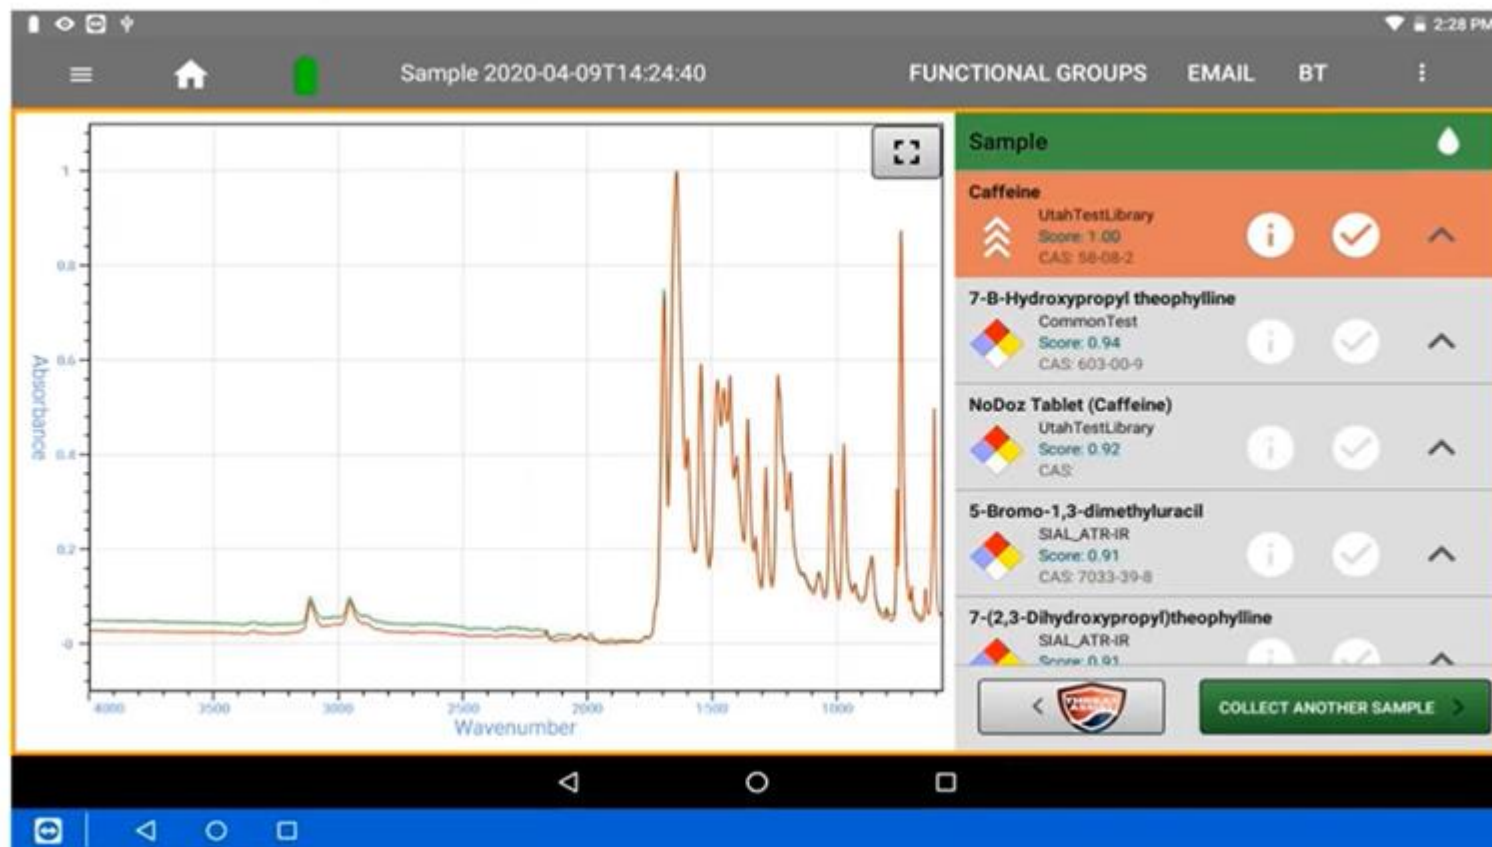 2:28 PM
Sample 2020-04-09T14:24:40
FUNCTIONAL GROUPS EMAIL BT
1
0.8
0.6
0.4
0.2
-0
Absorbance
4000 3500 3000 2500 2000 1500 1000
Wavenumber
Sample
Caffeine
UtahTestLibrary
Score: 1.00
CAS: 58-08-2
7-B-Hydroxypropyl theophylline
CommonTest
Score: 0.94
CAS: 603-00-9
NoDoz Tablet (Caffeine)
UtahTestLibrary
Score: 0.92
CAS:
5-Bromo-1,3-dimethyluracil
SIAL_ATR-IR
Score: 0.91
CAS: 7033-39-8
7-(2,3-Dihydroxypropyl)theophylline
SIAL_ATR-IR
Score: 0.91
COLLECT ANOTHER SAMPLE